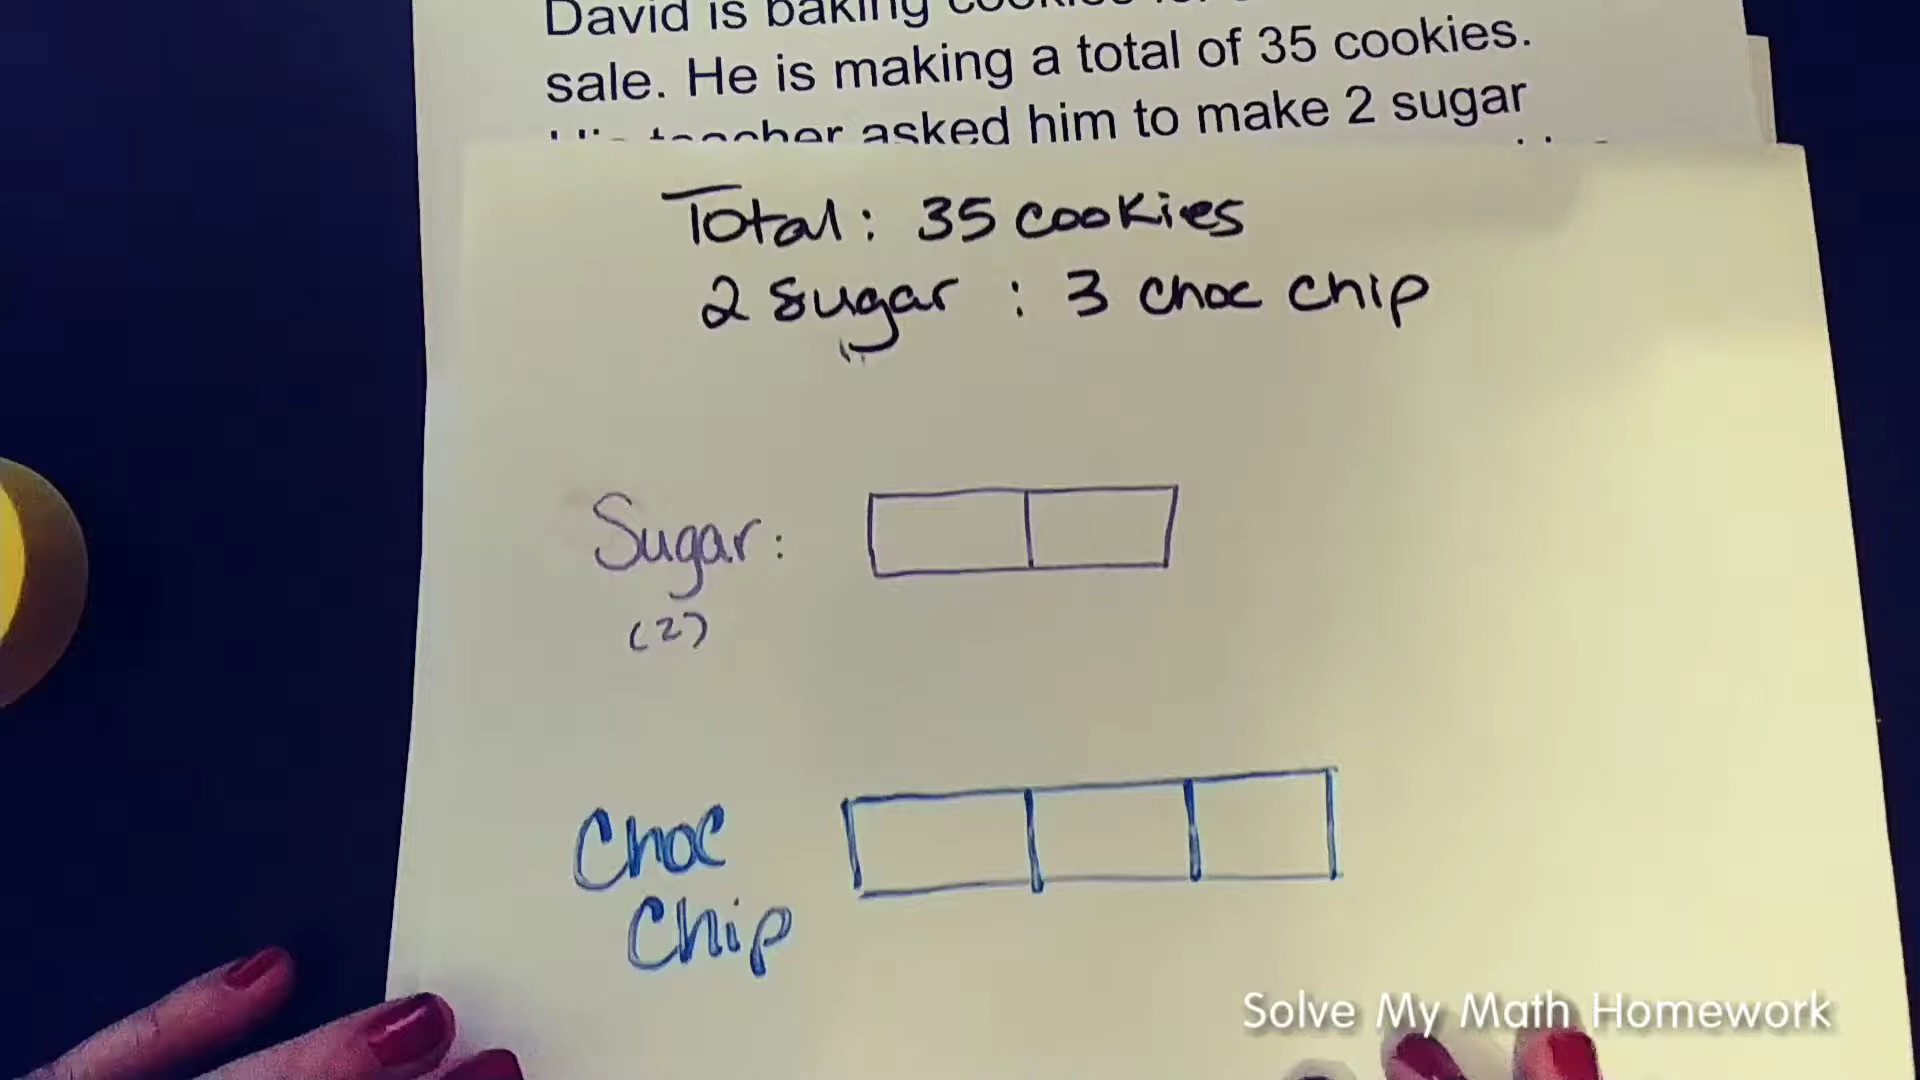 David is baking
sale. He is making a total of 35 cookies.
teacher asked him to make 2 sugar
Total: 35 cookies
2 sugar : 3 choc chip
Sugar:
(2)
Choc
Chip
Solve My Math Homework